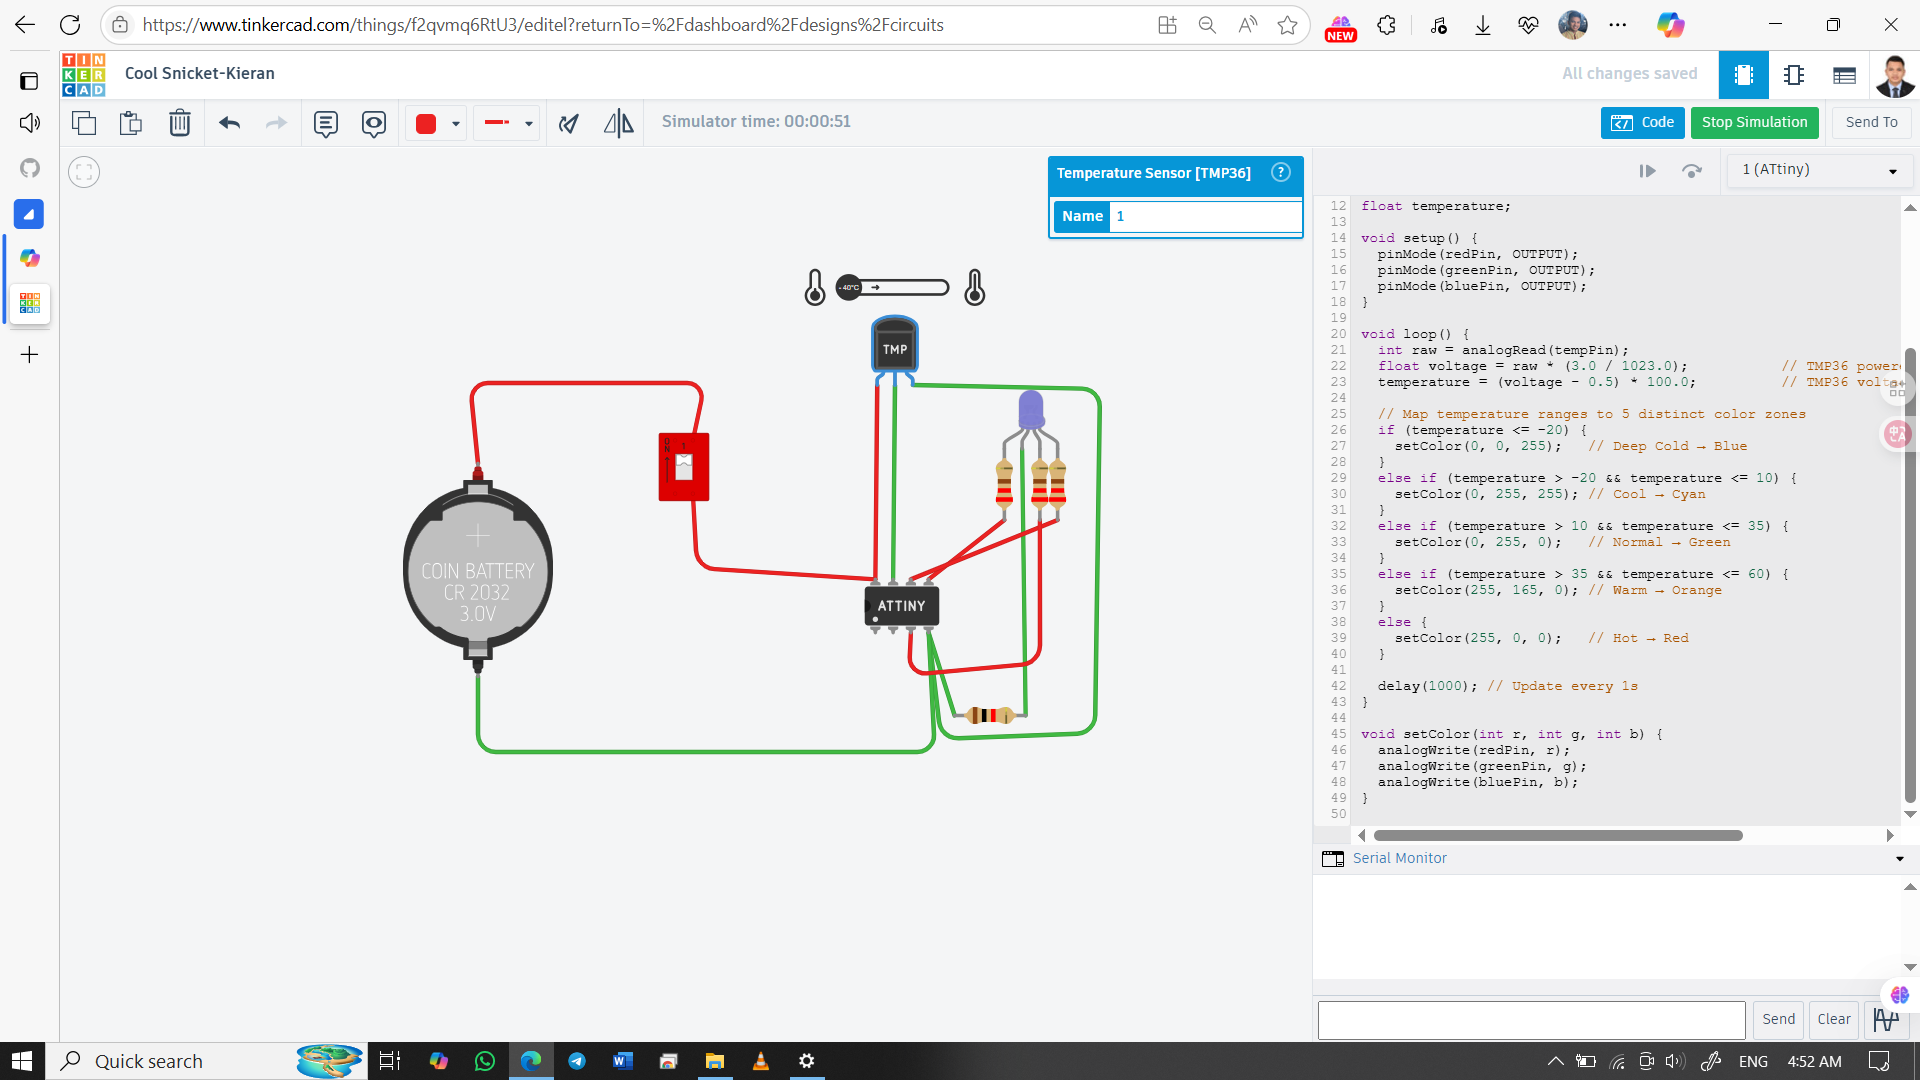 https://www.tinkercad.com/things/f2qvmq6RtU3/editel?returnTo=%2Fdashboard%2Fdesigns%2Fcircuits
NEW
TIN
KER
CAD
Cool Snicket-Kieran
All changes saved
Simulator time: 00:00:51
Code
Stop Simulation
Send To
Temperature Sensor [TMP36]
?
Name
1
1 (ATtiny)
-40°C
TMP
ON
1
COIN BATTERY
CR 2032
3.0V
ATTINY
12 float temperature;
13
14 void setup() {
15 pinMode(redPin, OUTPUT);
16 pinMode(greenPin, OUTPUT);
17 pinMode(bluePin, OUTPUT);
18 }
19
20 void loop() {
21 int raw = analogRead(tempPin);
22 float voltage = raw * (3.0 / 1023.0); // TMP36 power
23 temperature = (voltage - 0.5) * 100.0; // TMP36 volt
24
25 // Map temperature ranges to 5 distinct color zones
26 if (temperature <= -20) {
27 setColor(0, 0, 255); // Deep Cold → Blue
28 }
29 else if (temperature > -20 && temperature <= 10) {
30 setColor(0, 255, 255); // Cool → Cyan
31 }
32 else if (temperature > 10 && temperature <= 35) {
33 setColor(0, 255, 0); // Normal → Green
34 }
35 else if (temperature > 35 && temperature <= 60) {
36 setColor(255, 165, 0); // Warm → Orange
37 }
38 else {
39 setColor(255, 0, 0); // Hot → Red
40 }
41
42 delay(1000); // Update every 1s
43 }
44
45 void setColor(int r, int g, int b) {
46 analogWrite(redPin, r);
47 analogWrite(greenPin, g);
48 analogWrite(bluePin, b);
49 }
50
Serial Monitor
Send
Clear
Quick search
ENG
4:52 AM